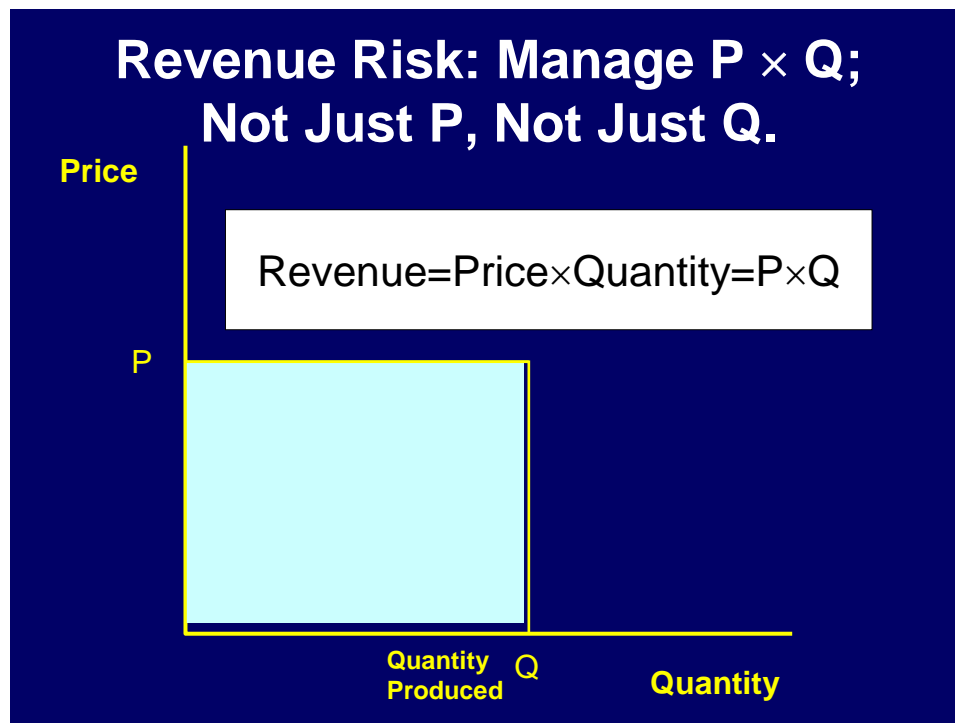 Revenue Risk: Manage P × Q;
Not Just P, Not Just Q.
Price
Revenue=Price×Quantity=P×Q
P
Quantity
Produced
Q
Quantity